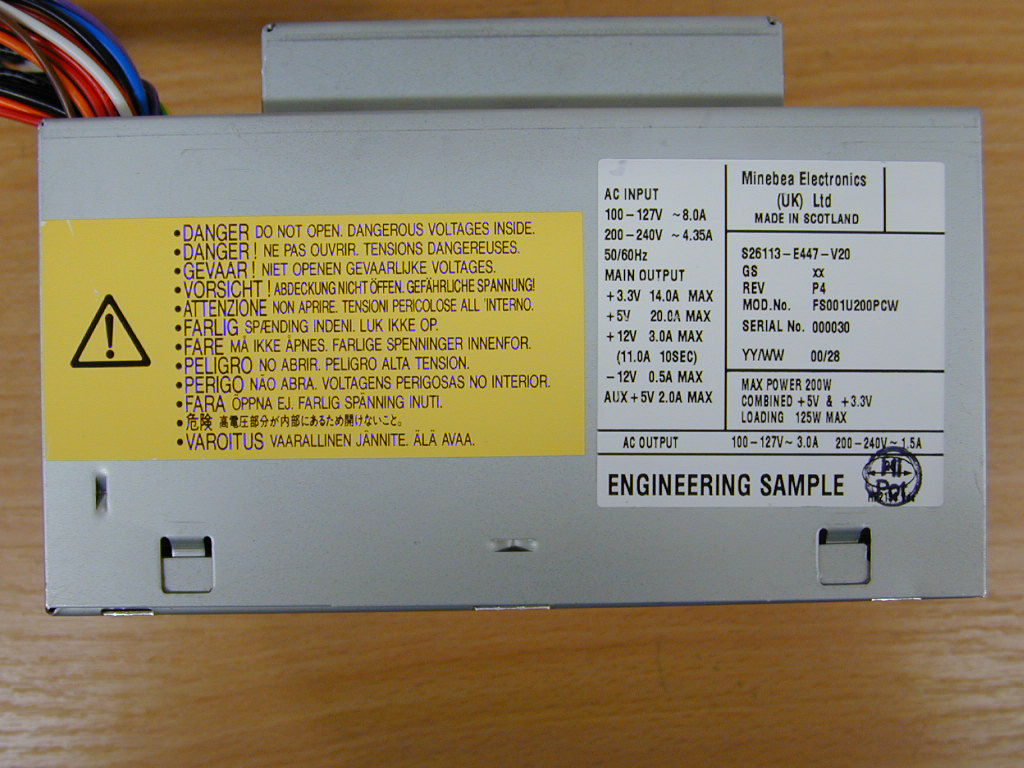 •DANGER DO NOT OPEN. DANGEROUS VOLTAGES INSIDE.
•DANGER! NE PAS OUVRIR. TENSIONS DANGEREUSES.
•GEVAAR! NIET OPENEN GEVAARLIJKE VOLTAGES.
•VORSICHT! ABDECKUNG NICHT ÖFFEN. GEFÄHRLICHE SPANNUNG!
•ATTENZIONE NON APRIRE. TENSIONI PERICOLOSE ALL 'INTERNO.
•FARLIG SPÆNDING INDENI. LUK IKKE OP.
•FARE MÅ IKKE ÅPNES. FARLIGE SPENNINGER INNENFOR.
•PELIGRO NO ABRIR. PELIGRO ALTA TENSION.
•PERIGO NÃO ABRA. VOLTAGENS PERIGOSAS NO INTERIOR.
•FARA ÖPPNA EJ. FARLIG SPÄNNING INUTI.
•危険 高電圧部分が内部にあるため開けないこと。
•VAROITUS VAARALLINEN JÄNNITE. ÄLÄ AVAA.
AC INPUT
100-127V ~8.0A
200-240V ~4.35A
50/60Hz
MAIN OUTPUT
+3.3V 14.0A MAX
+5V 20.0A MAX
+12V 3.0A MAX
(11.0A 10SEC)
-12V 0.5A MAX
AUX +5V 2.0A MAX
Minebea Electronics
(UK) Ltd
MADE IN SCOTLAND
S26113-E447-V20
GS xx
REV P4
MOD.No. FS001U200PCW
SERIAL No. 000030
YY/WW 00/28
MAX POWER 200W
COMBINED +5V & +3.3V
LOADING 125W MAX
AC OUTPUT 100-127V~ 3.0A 200-240V~ 1.5A
ENGINEERING SAMPLE
Hi
Pot